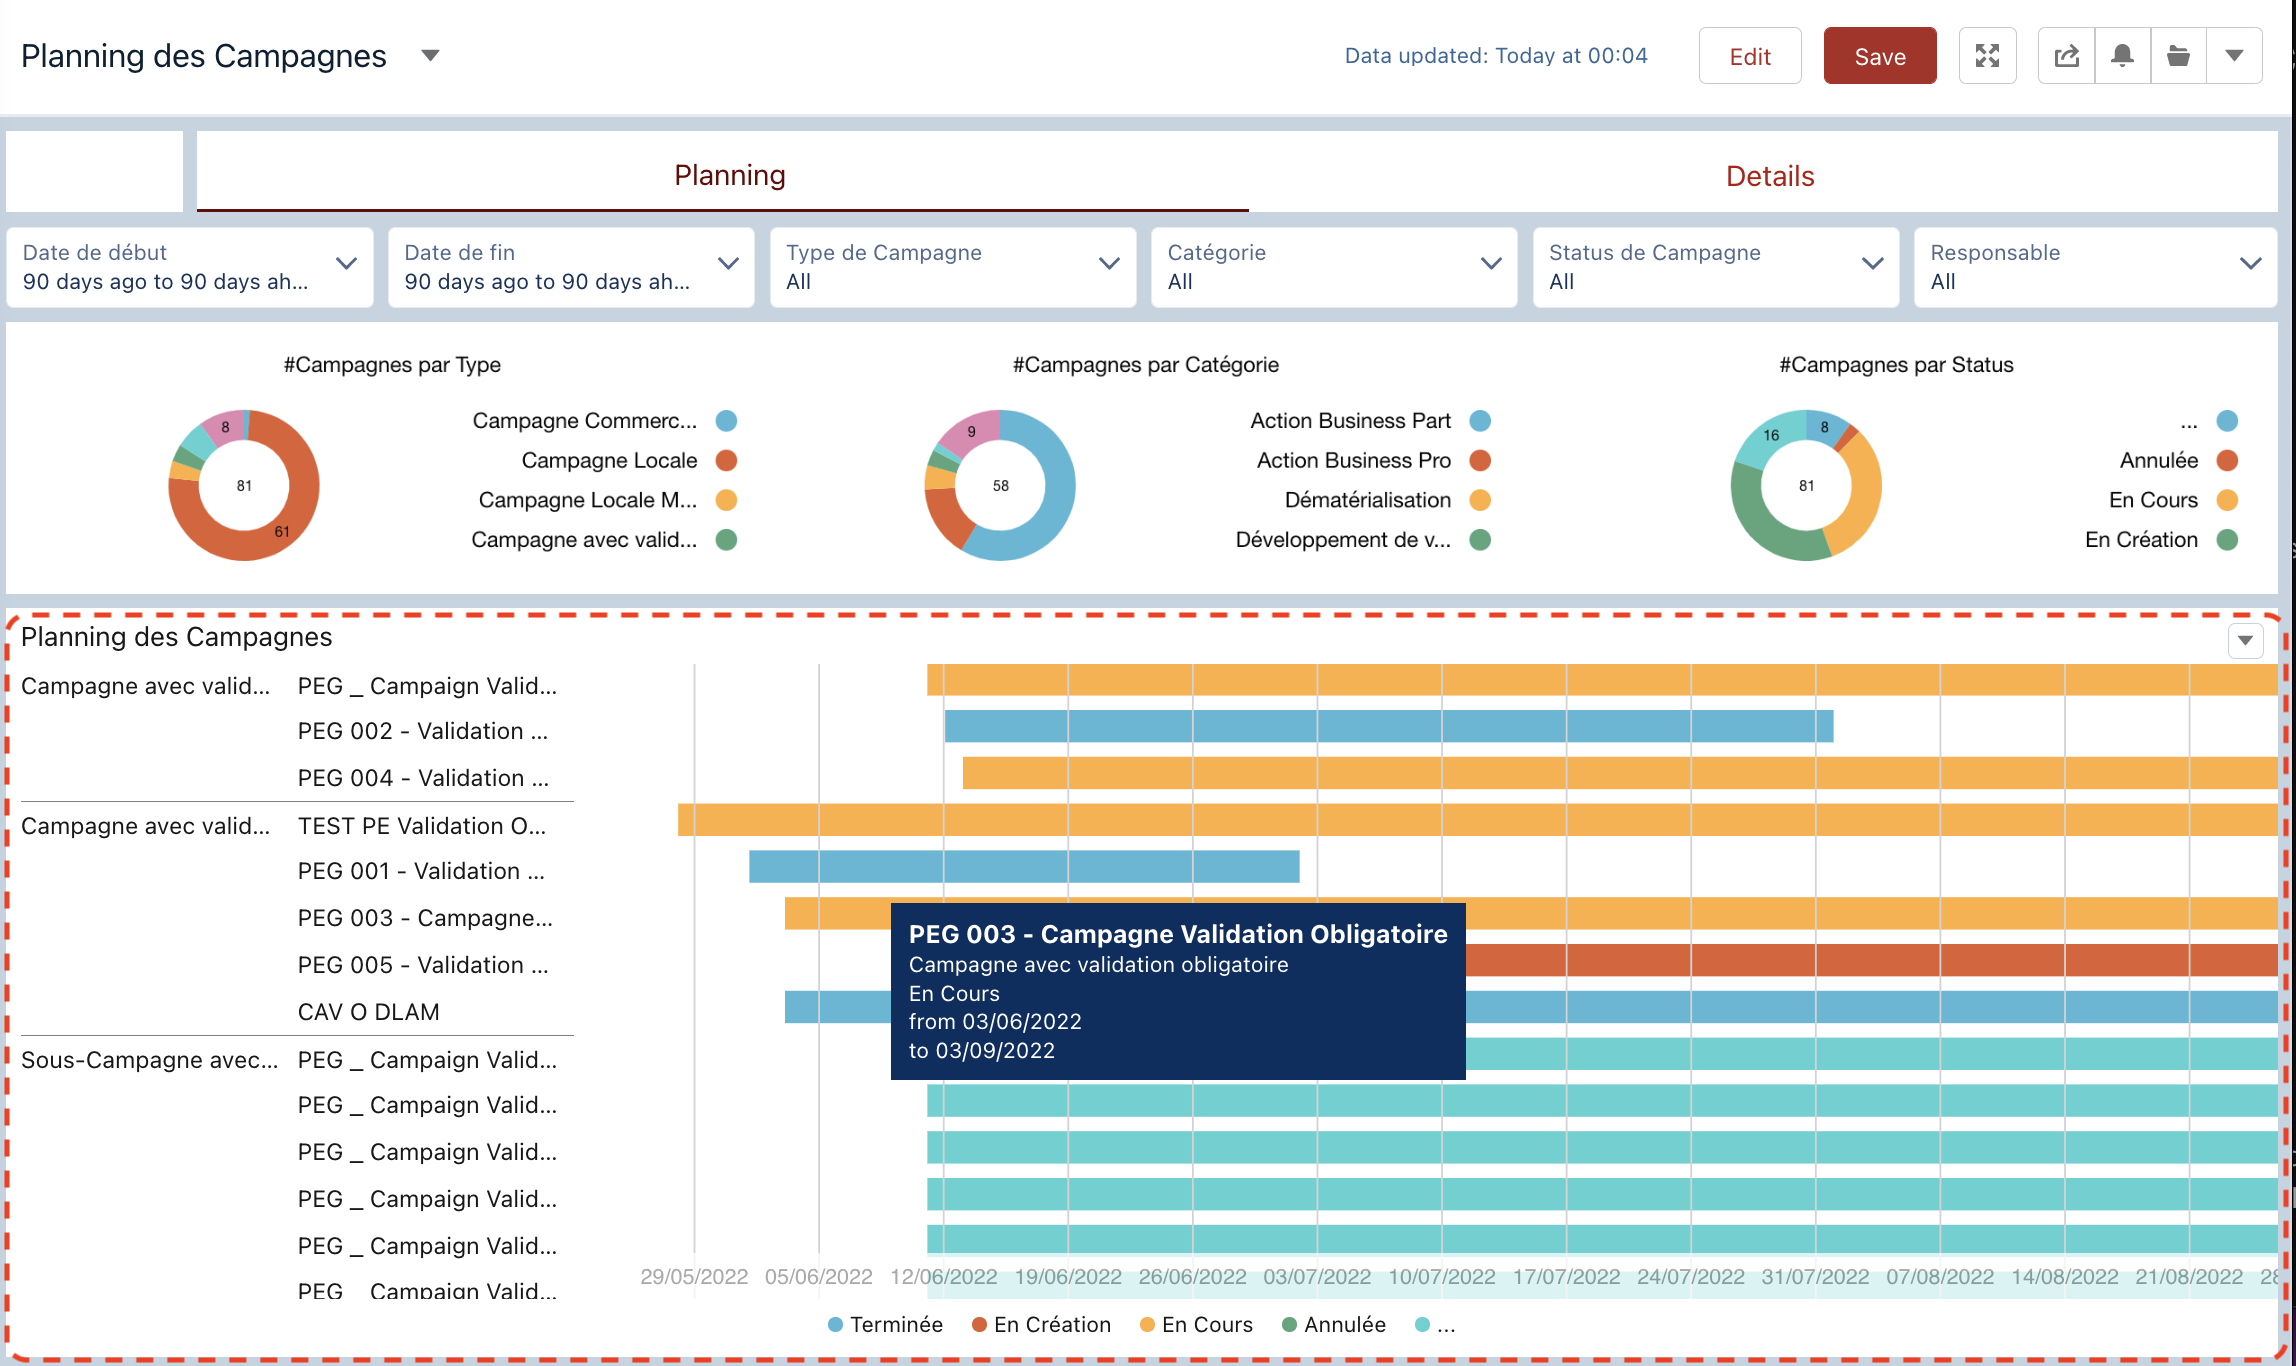 Planning des Campagnes
Data updated: Today at 00:04
Edit
Save
Planning
Details
Date de début
90 days ago to 90 days ah...
Date de fin
90 days ago to 90 days ah...
Type de Campagne
All
Catégorie
All
Status de Campagne
All
Responsable
All
#Campagnes par Type
8
81
61
Campagne Commerc...
Campagne Locale
Campagne Locale M...
Campagne avec valid...
#Campagnes par Catégorie
9
58
Action Business Part
Action Business Pro
Dématérialisation
Développement de v...
#Campagnes par Status
16
8
81
...
Annulée
En Cours
En Création
Planning des Campagnes
Campagne avec valid...
PEG _ Campaign Valid...
PEG 002 - Validation ...
PEG 004 - Validation ...
Campagne avec valid...
TEST PE Validation O...
PEG 001 - Validation ...
PEG 003 - Campagne...
PEG 005 - Validation ...
CAV O DLAM
Sous-Campagne avec...
PEG _ Campaign Valid...
PEG _ Campaign Valid...
PEG _ Campaign Valid...
PEG _ Campaign Valid...
PEG _ Campaign Valid...
PEG _ Campaign Valid...
PEG 003 - Campagne Validation Obligatoire
Campagne avec validation obligatoire
En Cours
from 03/06/2022
to 03/09/2022
29/05/2022 05/06/2022 12/06/2022 19/06/2022 26/06/2022 03/07/2022 10/07/2022 17/07/2022 24/07/2022 31/07/2022 07/08/2022 14/08/2022 21/08/2022 28
Terminée En Création En Cours Annulée ...